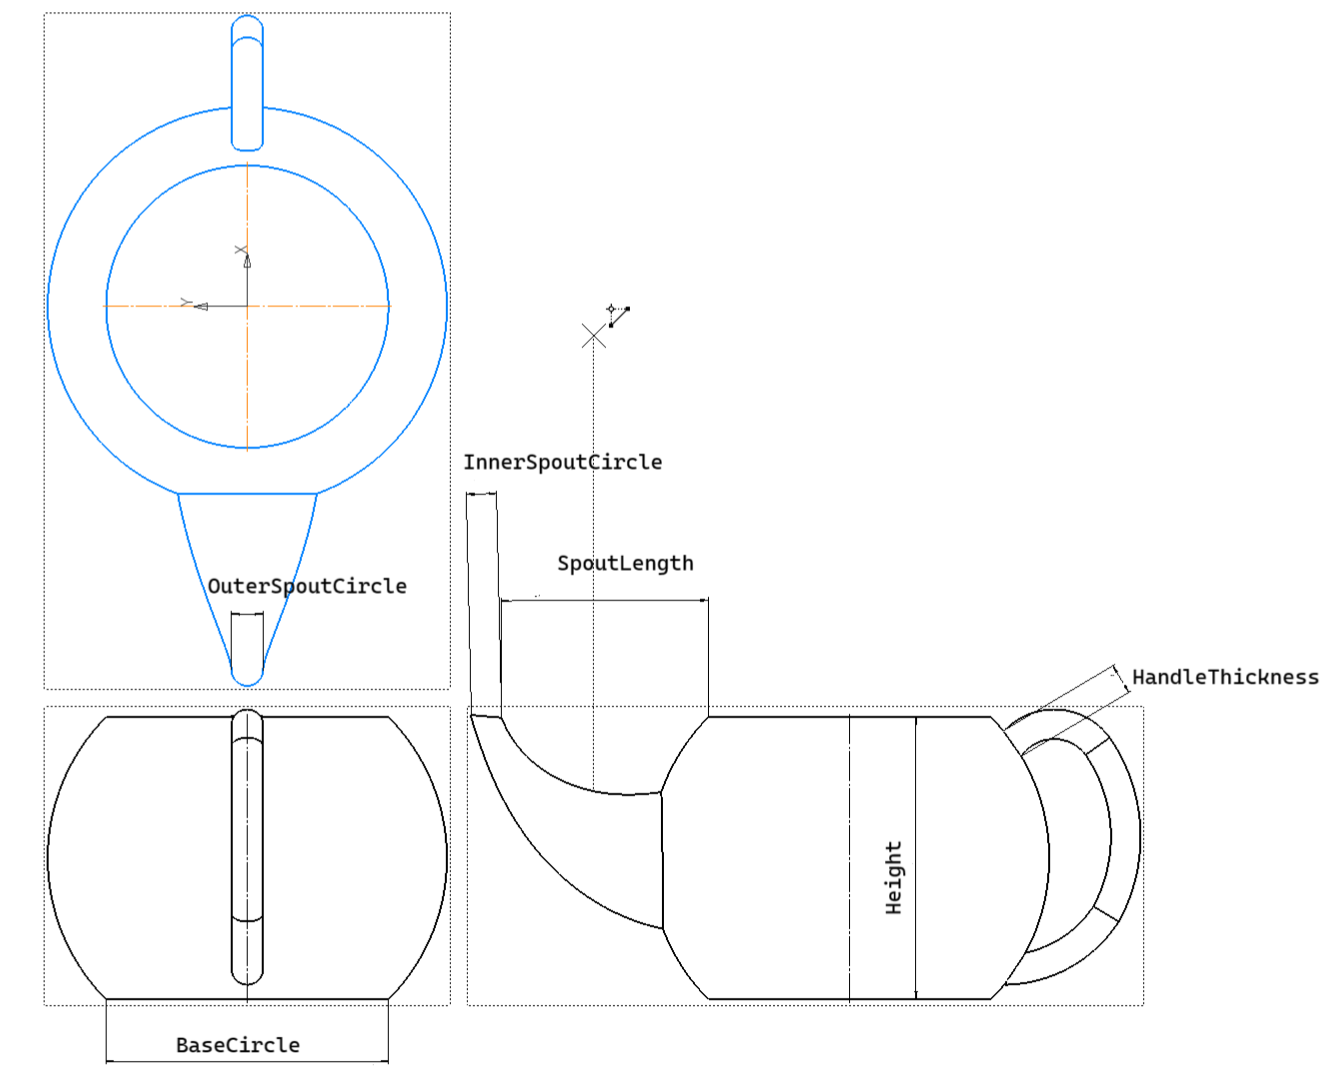 X
Y
InnerSpoutCircle
SpoutLength
OuterSpoutCircle
HandleThickness
Height
BaseCircle